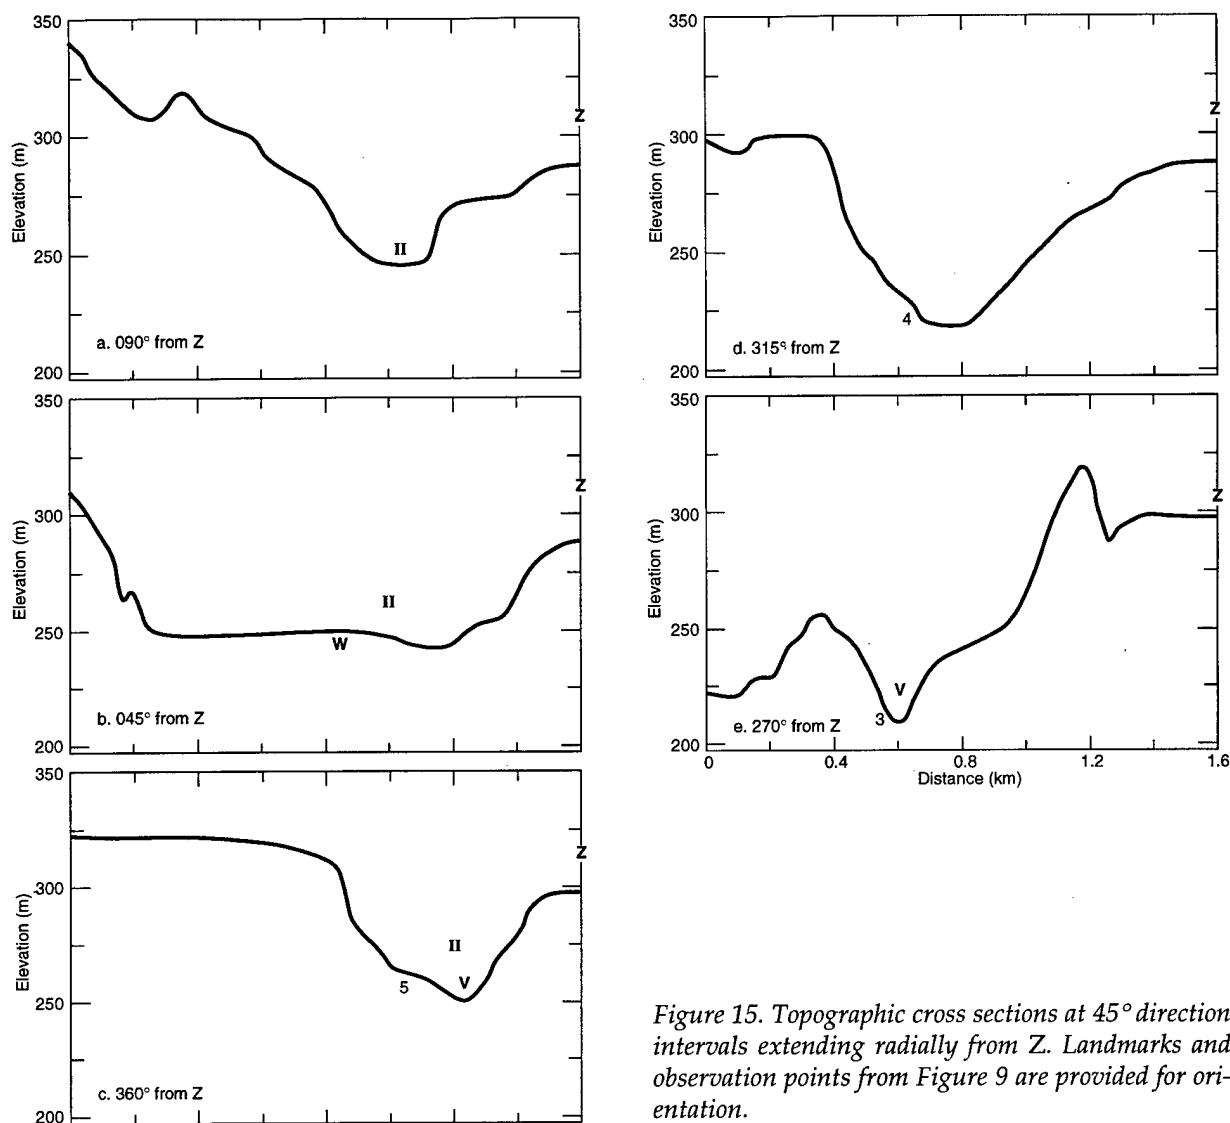 350
300
250
200
Elevation (m)
Z
II
a. 090° from Z
350
300
250
200
Elevation (m)
Z
II
W
b. 045° from Z
350
300
250
200
Elevation (m)
Z
II
V
5
c. 360° from Z
350
300
250
200
Elevation (m)
Z
4
d. 315° from Z
350
300
250
200
Elevation (m)
Z
V
3
e. 270° from Z
0 0.4 0.8 1.2 1.6
Distance (km)
Figure 15. Topographic cross sections at 45° direction
intervals extending radially from Z. Landmarks and
observation points from Figure 9 are provided for ori-
entation.